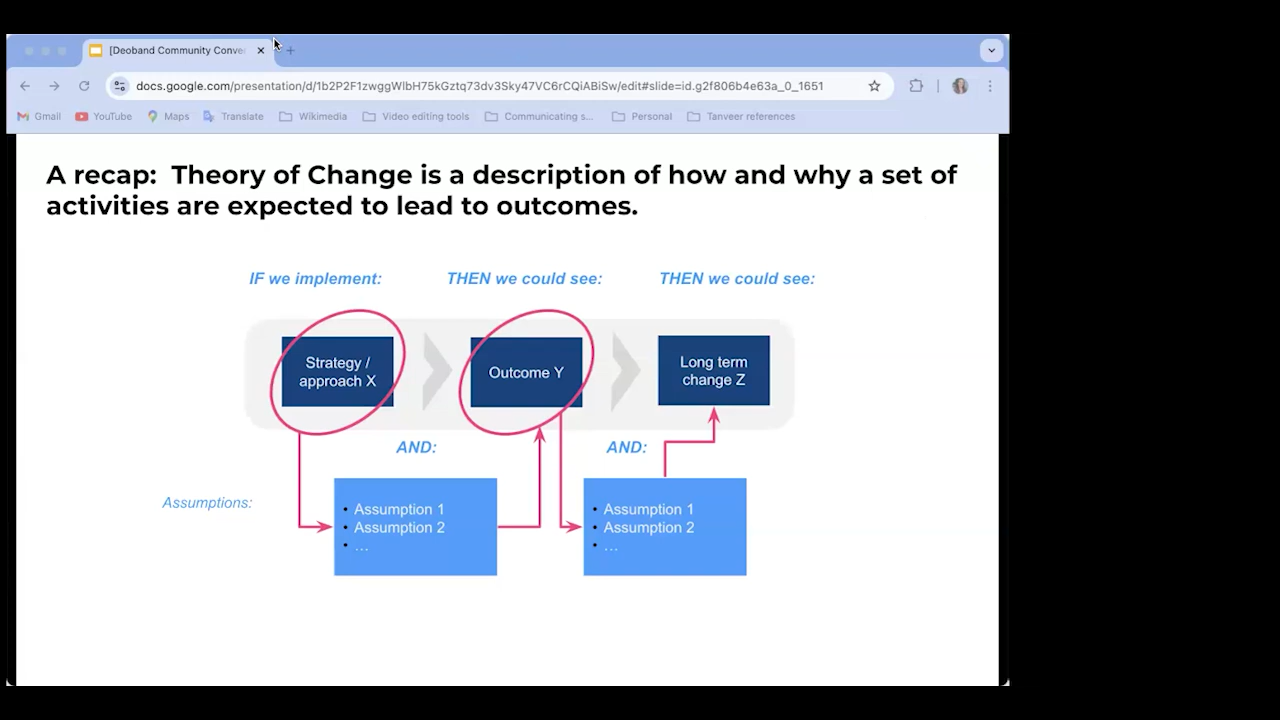 [Deoband Community Conve
docs.google.com/presentation/d/1b2P2F1zwggWlbH75kGztq73dv3Sky47VC6rCQiABiSw/edit#slide=id.g2f806b4e63a_0_1651
Gmail YouTube Maps Translate Wikimedia Video editing tools Communicating s... Personal Tanveer references
A recap: Theory of Change is a description of how and why a set of
activities are expected to lead to outcomes.
IF we implement: THEN we could see: THEN we could see:
Strategy /
approach X
Outcome Y
Long term
change Z
AND: AND:
Assumptions:
• Assumption 1
• Assumption 2
• ...
• Assumption 1
• Assumption 2
• ...